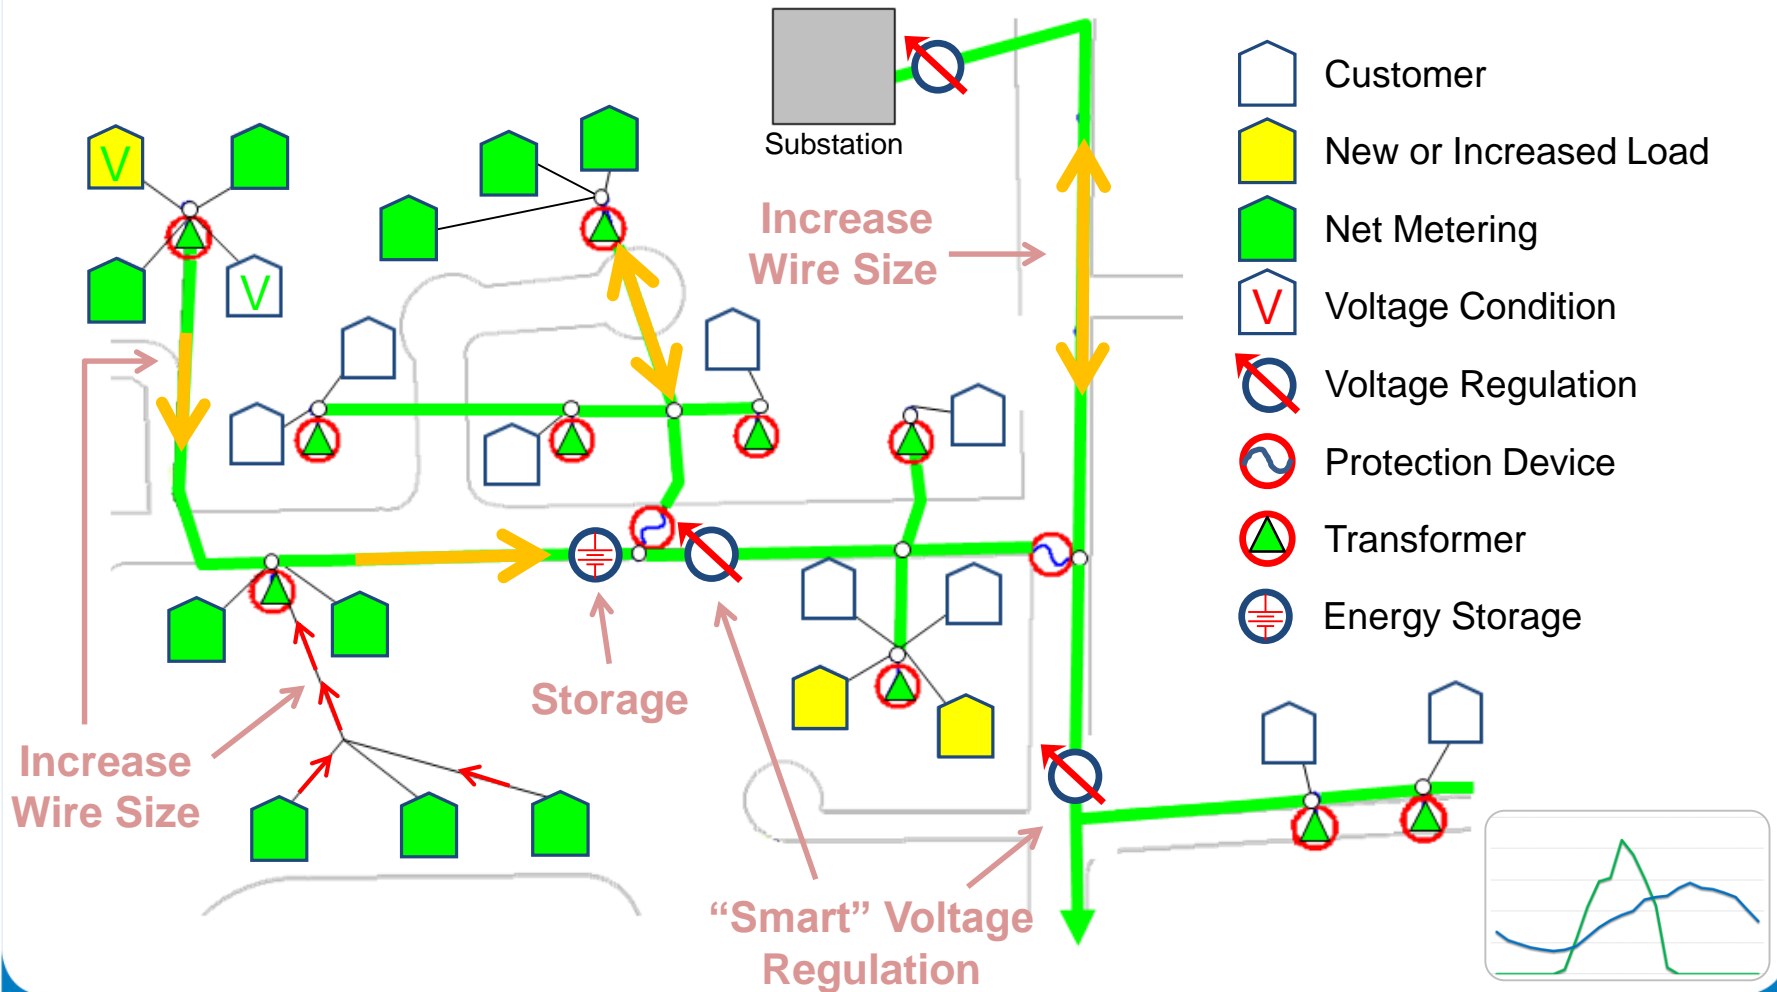 Substation
Customer
New or Increased Load
Net Metering
V
Voltage Condition
Voltage Regulation
Protection Device
Transformer
Energy Storage
V
V
Increase
Wire Size
Storage
Increase
Wire Size
“Smart” Voltage
Regulation